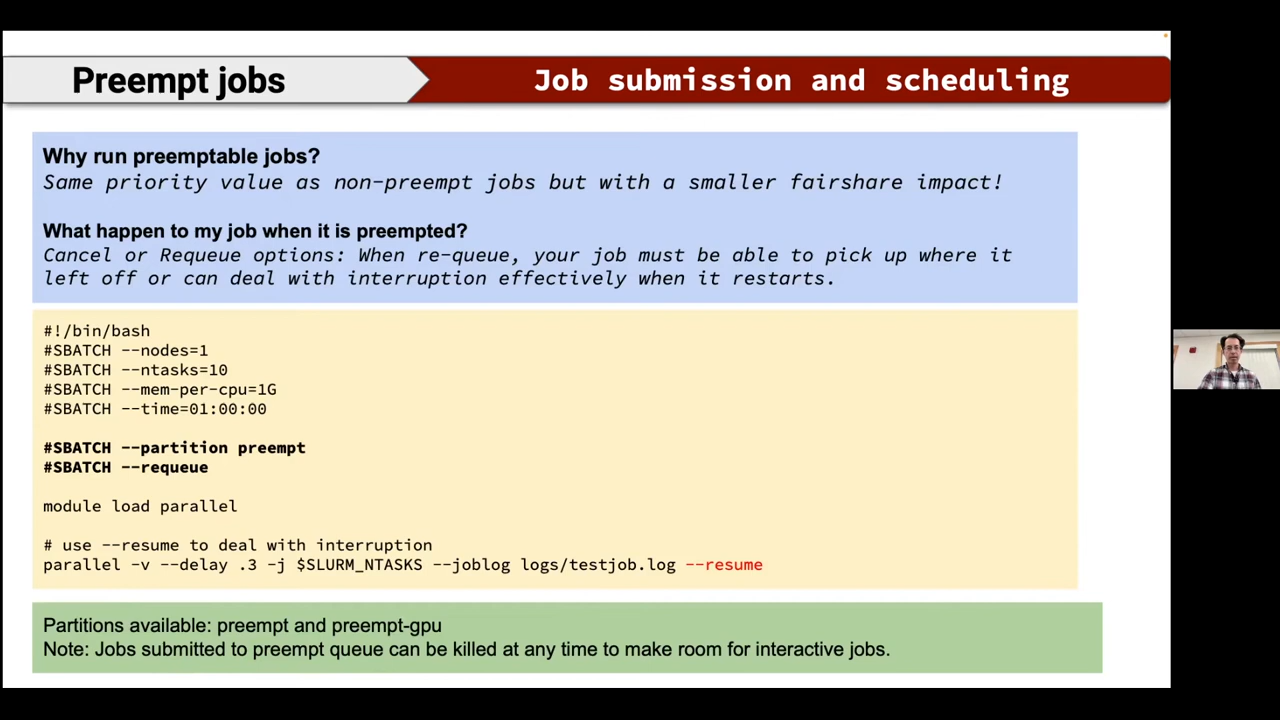 Preempt jobs
Job submission and scheduling
Why run preemptable jobs?
Same priority value as non-preempt jobs but with a smaller fairshare impact!
What happen to my job when it is preempted?
Cancel or Requeue options: When re-queue, your job must be able to pick up where it
left off or can deal with interruption effectively when it restarts.
#!/bin/bash
#SBATCH --nodes=1
#SBATCH --ntasks=10
#SBATCH --mem-per-cpu=1G
#SBATCH --time=01:00:00
#SBATCH --partition preempt
#SBATCH --requeue
module load parallel
# use --resume to deal with interruption
parallel -v --delay .3 -j $SLURM_NTASKS --joblog logs/testjob.log --resume
Partitions available: preempt and preempt-gpu
Note: Jobs submitted to preempt queue can be killed at any time to make room for interactive jobs.